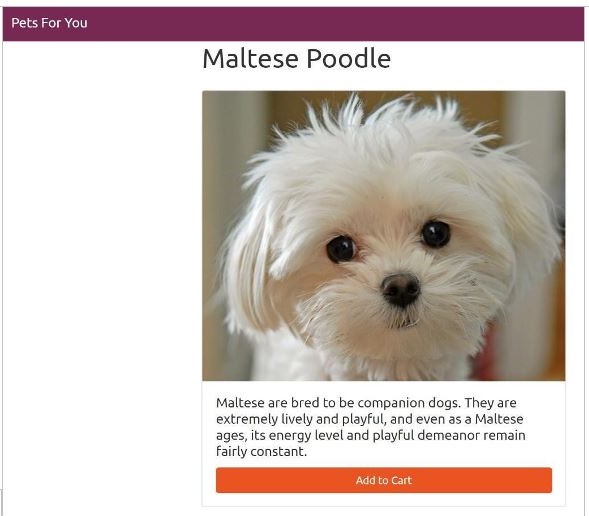 Pets For You
Maltese Poodle
Maltese are bred to be companion dogs. They are
extremely lively and playful, and even as a Maltese
ages, its energy level and playful demeanor remain
fairly constant.
Add to Cart